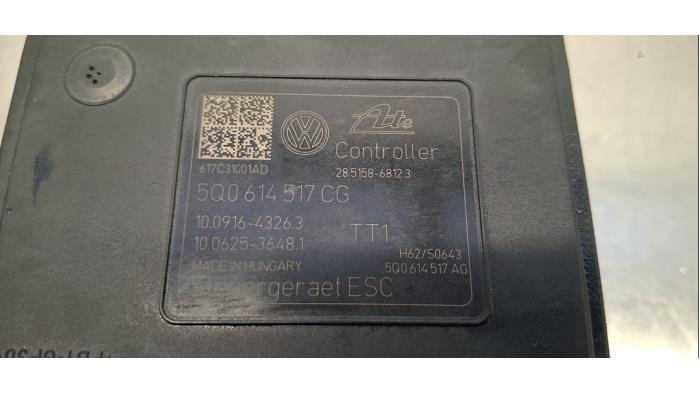 Ate
Controller
617C31001AD
28.5158-6812.3
5Q0 614 517 CG
10.0916-4326.3
10.0625-3648.1
TT1
H62/S0643
MADE IN HUNGARY
5Q0 614 517 AG
Steuergeraet ESC